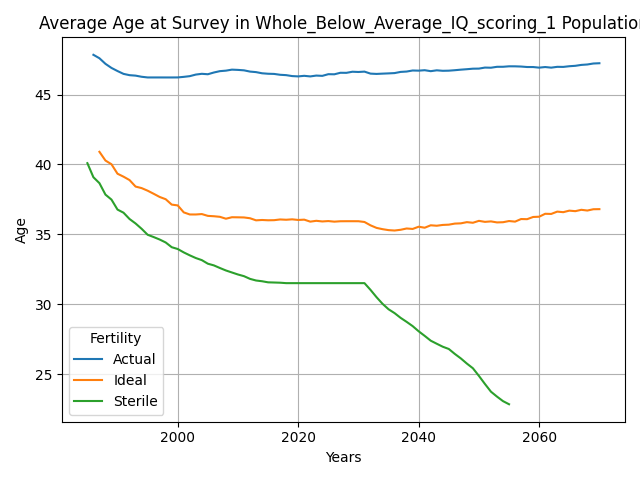 Average Age at Survey in Whole_Below_Average_IQ_scoring_1 Population
Age
45
40
35
30
25
Fertility
Actual
Ideal
Sterile
2000 2020 2040 2060
Years